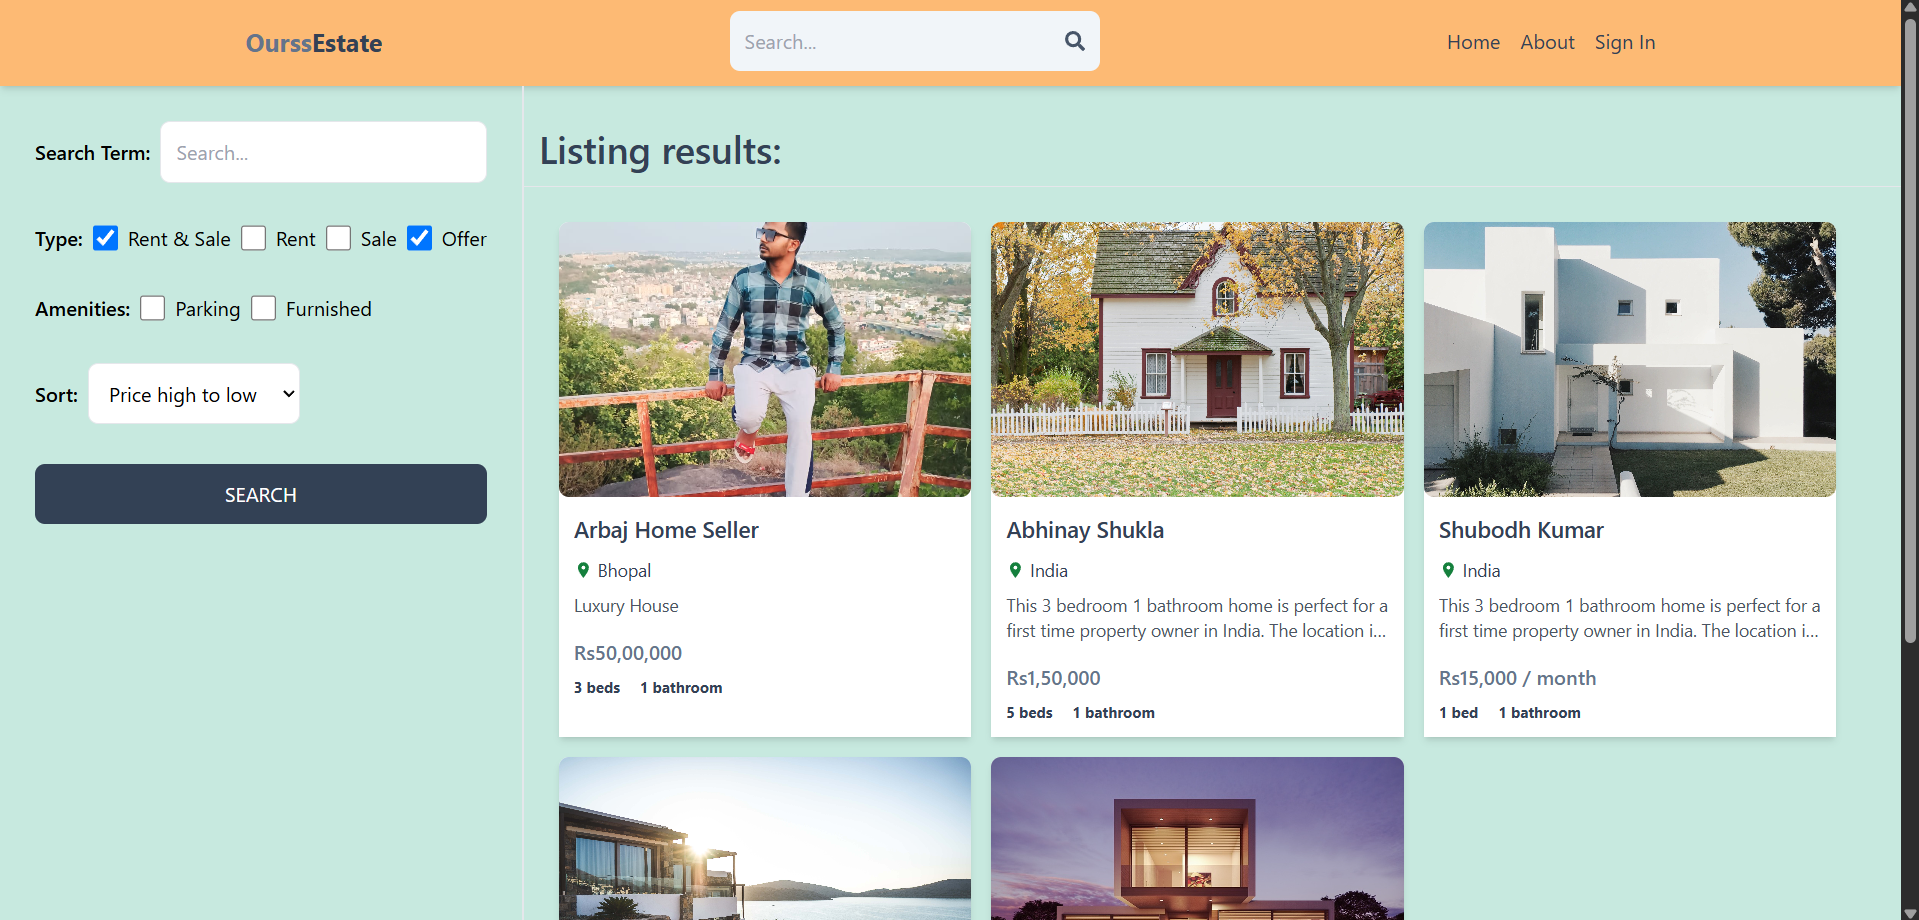 OurssEstate
Search...
Home About Sign In
Search Term: Search...
Type: Rent & Sale Rent Sale Offer
Amenities: Parking Furnished
Sort: Price high to low
SEARCH
Listing results:
Arbaj Home Seller
Bhopal
Luxury House
Rs50,00,000
3 beds 1 bathroom
Abhinay Shukla
India
This 3 bedroom 1 bathroom home is perfect for a
first time property owner in India. The location i...
Rs1,50,000
5 beds 1 bathroom
Shubodh Kumar
India
This 3 bedroom 1 bathroom home is perfect for a
first time property owner in India. The location i...
Rs15,000 / month
1 bed 1 bathroom